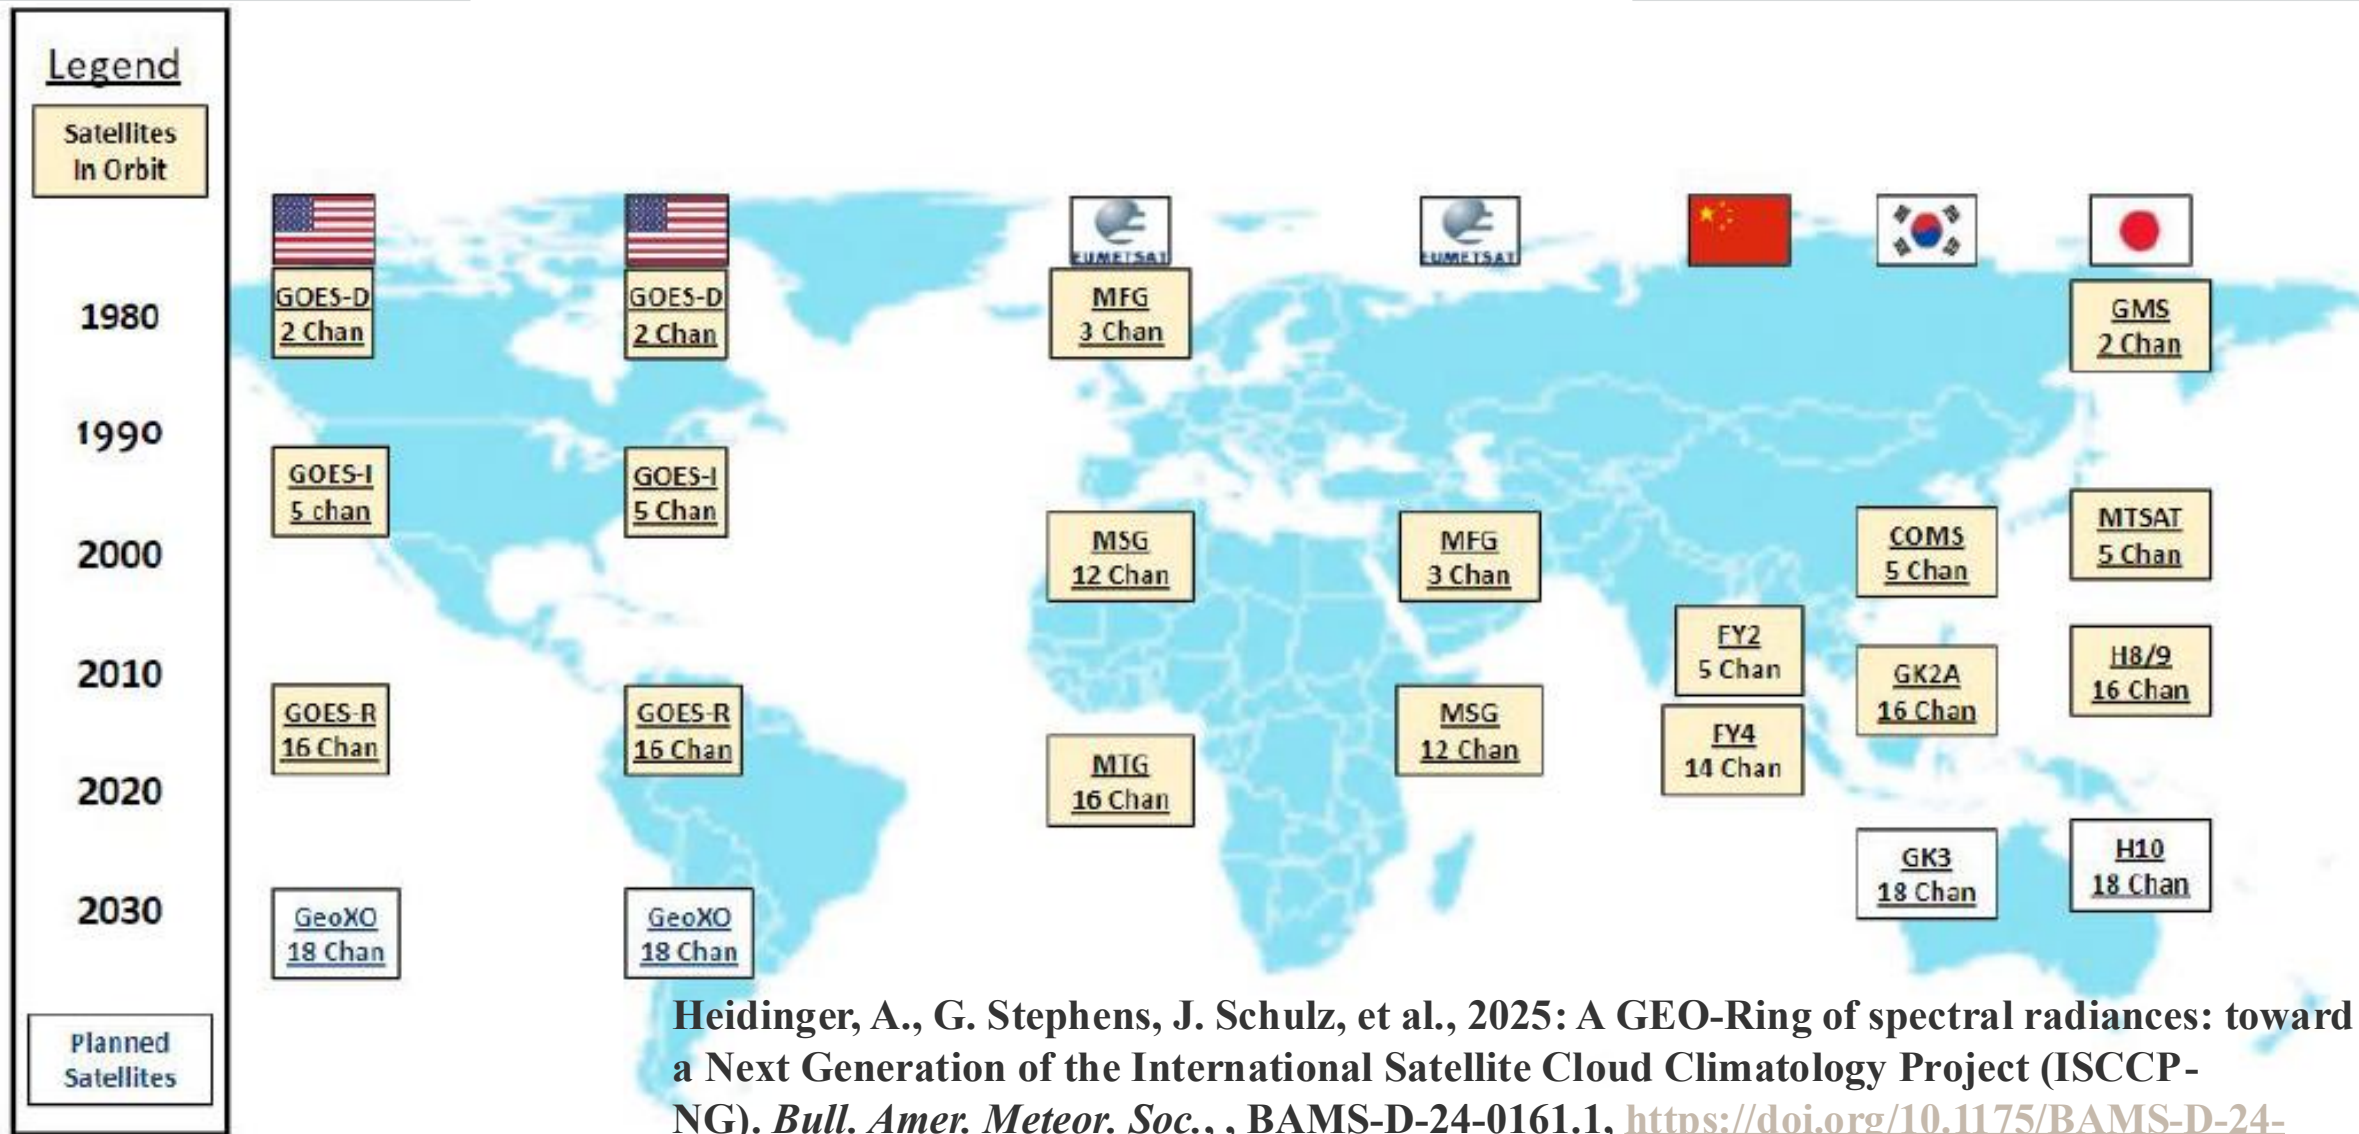 Legend
Satellites
In Orbit
1980
1990
2000
2010
2020
2030
Planned
Satellites
GOES-D
2 Chan
GOES-I
5 chan
GOES-R
16 Chan
GeoXO
18 Chan
GOES-D
2 Chan
GOES-I
5 Chan
GOES-R
16 Chan
GeoXO
18 Chan
EUMETSAT
MFG
3 Chan
MSG
12 Chan
MTG
16 Chan
EUMETSAT
MFG
3 Chan
MSG
12 Chan
FY2
5 Chan
FY4
14 Chan
COMS
5 Chan
GK2A
16 Chan
GK3
18 Chan
GMS
2 Chan
MTSAT
5 Chan
H8/9
16 Chan
H10
18 Chan
Heidinger, A., G. Stephens, J. Schulz, et al., 2025: A GEO-Ring of spectral radiances: toward
a Next Generation of the International Satellite Cloud Climatology Project (ISCCP-
NG). Bull. Amer. Meteor. Soc., , BAMS-D-24-0161.1, https://doi.org/10.1175/BAMS-D-24-